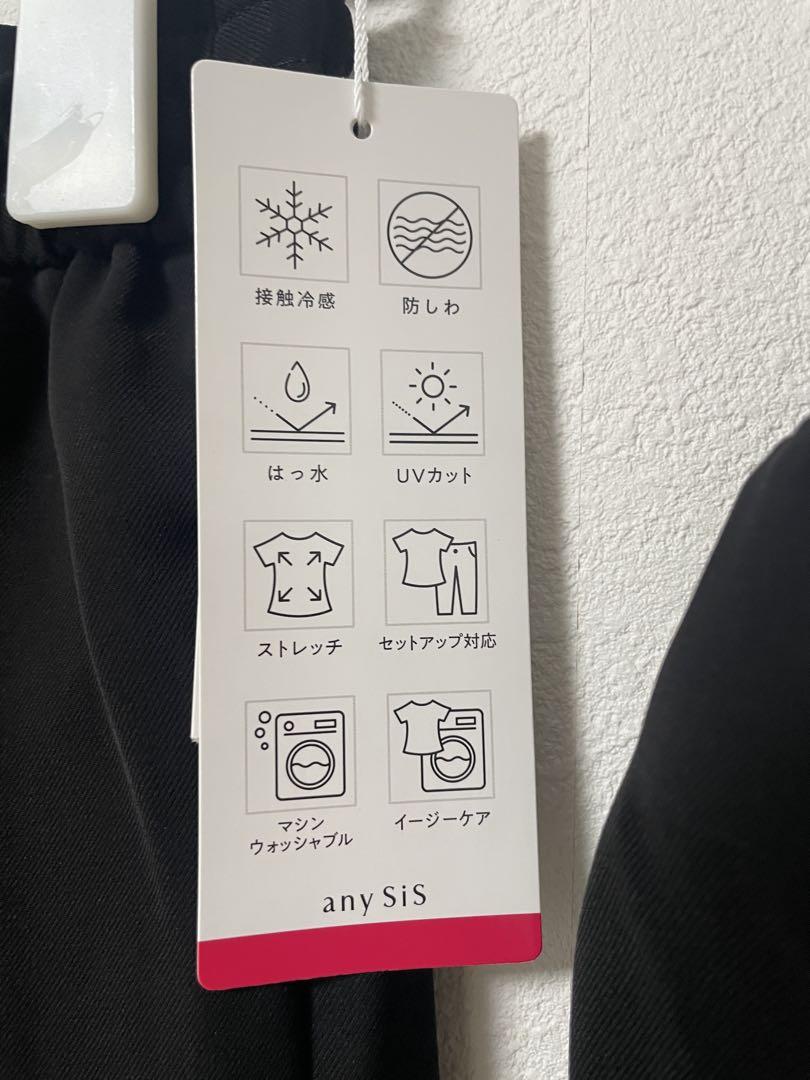 接触冷感
防しわ
はっ水
UVカット
ストレッチ
セットアップ対応
マシン
ウォッシャブル
イージーケア
any SiS